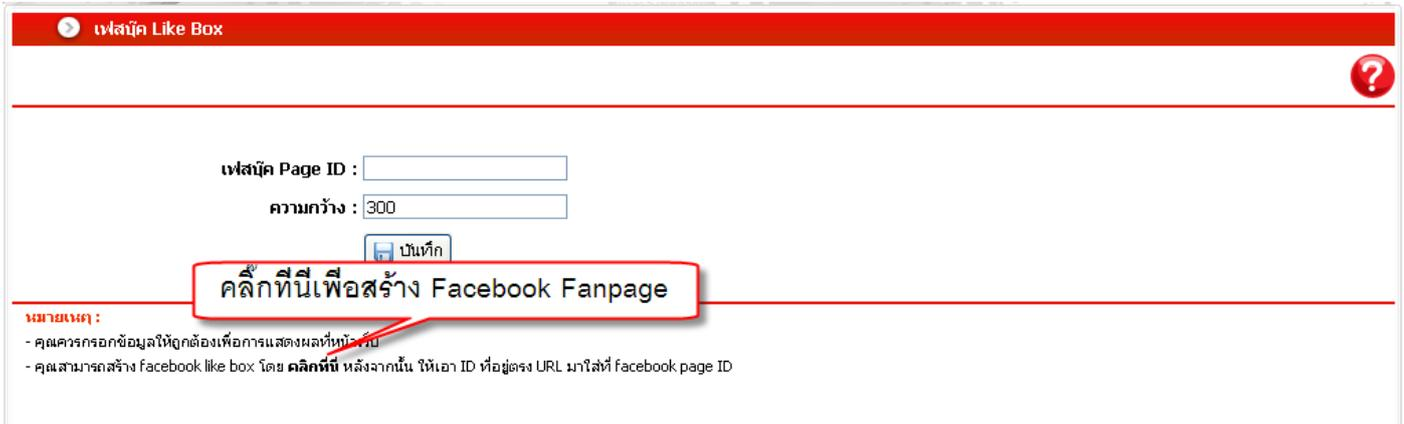 เฟสบุ๊ค Like Box
?
เฟสบุ๊ค Page ID :
ความกว้าง : 300
บันทึก
คลิ๊กที่นี่เพื่อสร้าง Facebook Fanpage
หมายเหตุ :
- คุณควรกรอกข้อมูลให้ถูกต้องเพื่อการแสดงผลที่หน้าเว็บ
- คุณสามารถสร้าง facebook like box โดย คลิกที่นี่ หลังจากนั้น ให้เอา ID ที่อยู่ตรง URL มาใส่ที่ facebook page ID